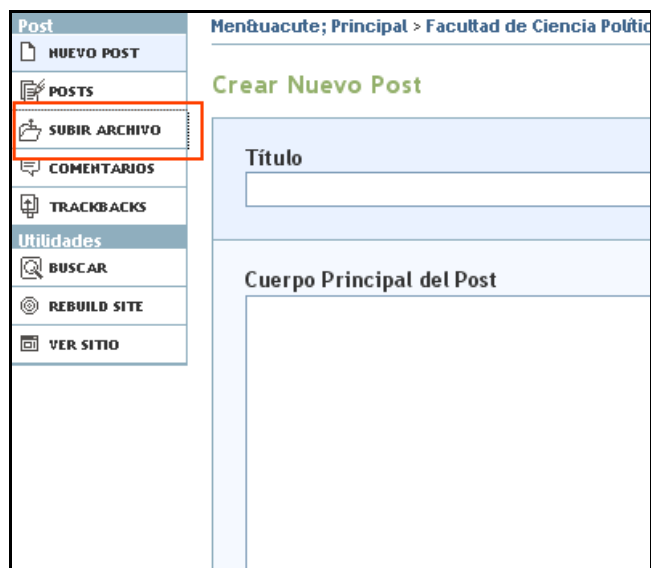 Post
NUEVO POST
POSTS
SUBIR ARCHIVO
COMENTARIOS
TRACKBACKS
Utilidades
BUSCAR
REBUILD SITE
VER SITIO
Men&uacute; Principal > Facultad de Ciencia Polític
Crear Nuevo Post
Título
Cuerpo Principal del Post